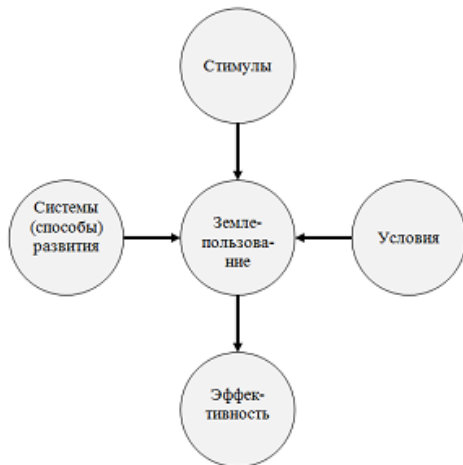 Стимулы
Системы
(способы)
развития
Земле-
пользова-
ние
Условия
Эффек-
тивность